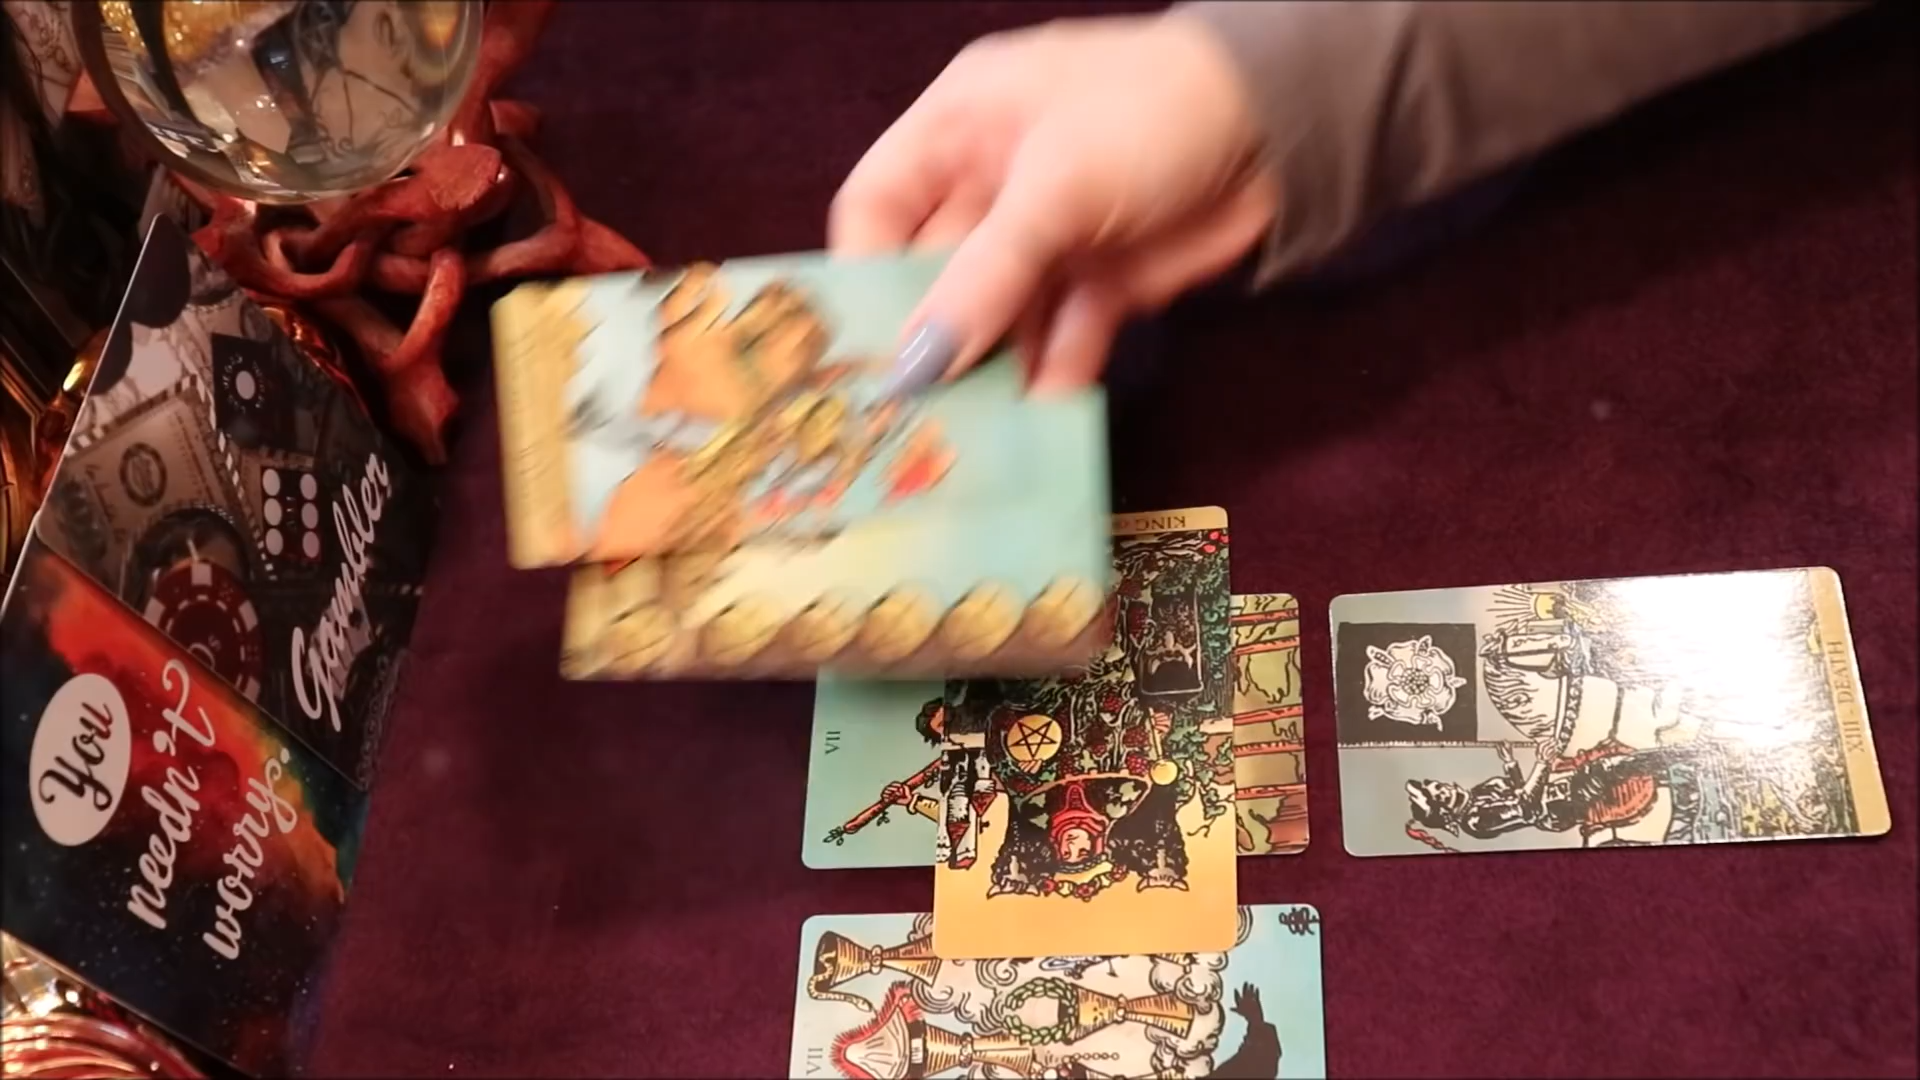 Gambler
You
needn't
worry.
KING
VII
XIII · DEATH
VII